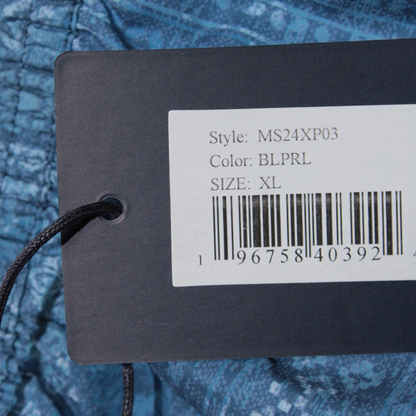 Style: MS24XP03
Color: BLPRL
SIZE: XL
1 96758 40392